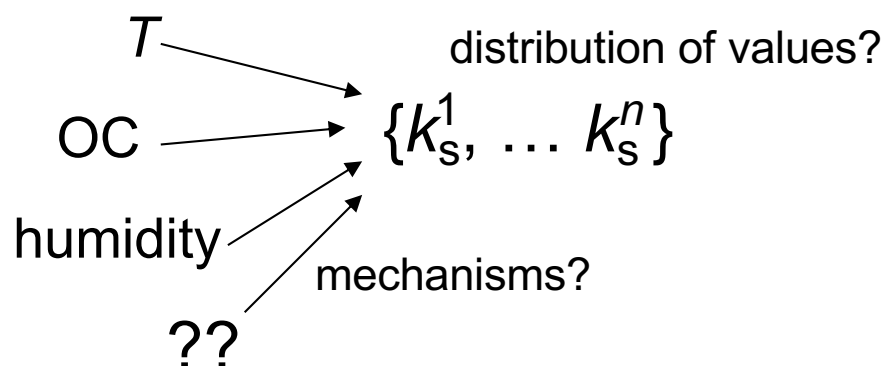 T
distribution of values?
OC
{k_s^1, … k_s^n}
humidity
mechanisms?
??